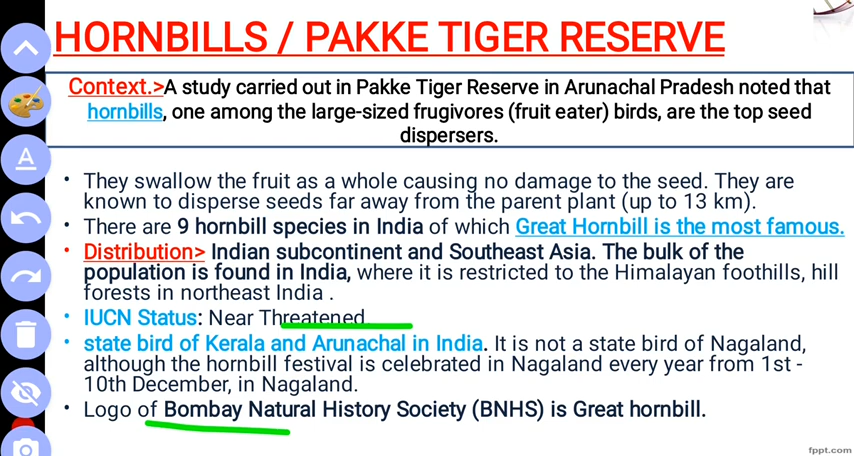 HORNBILLS / PAKKE TIGER RESERVE
Context.>A study carried out in Pakke Tiger Reserve in Arunachal Pradesh noted that
hornbills, one among the large-sized frugivores (fruit eater) birds, are the top seed
dispersers.
• They swallow the fruit as a whole causing no damage to the seed. They are
known to disperse seeds far away from the parent plant (up to 13 km).
• There are 9 hornbill species in India of which Great Hornbill is the most famous.
• Distribution> Indian subcontinent and Southeast Asia. The bulk of the
population is found in India, where it is restricted to the Himalayan foothills, hill
forests in northeast India .
• IUCN Status: Near Threatened.
• state bird of Kerala and Arunachal in India. It is not a state bird of Nagaland,
although the hornbill festival is celebrated in Nagaland every year from 1st -
10th December, in Nagaland.
• Logo of Bombay Natural History Society (BNHS) is Great hornbill.
fppt.com